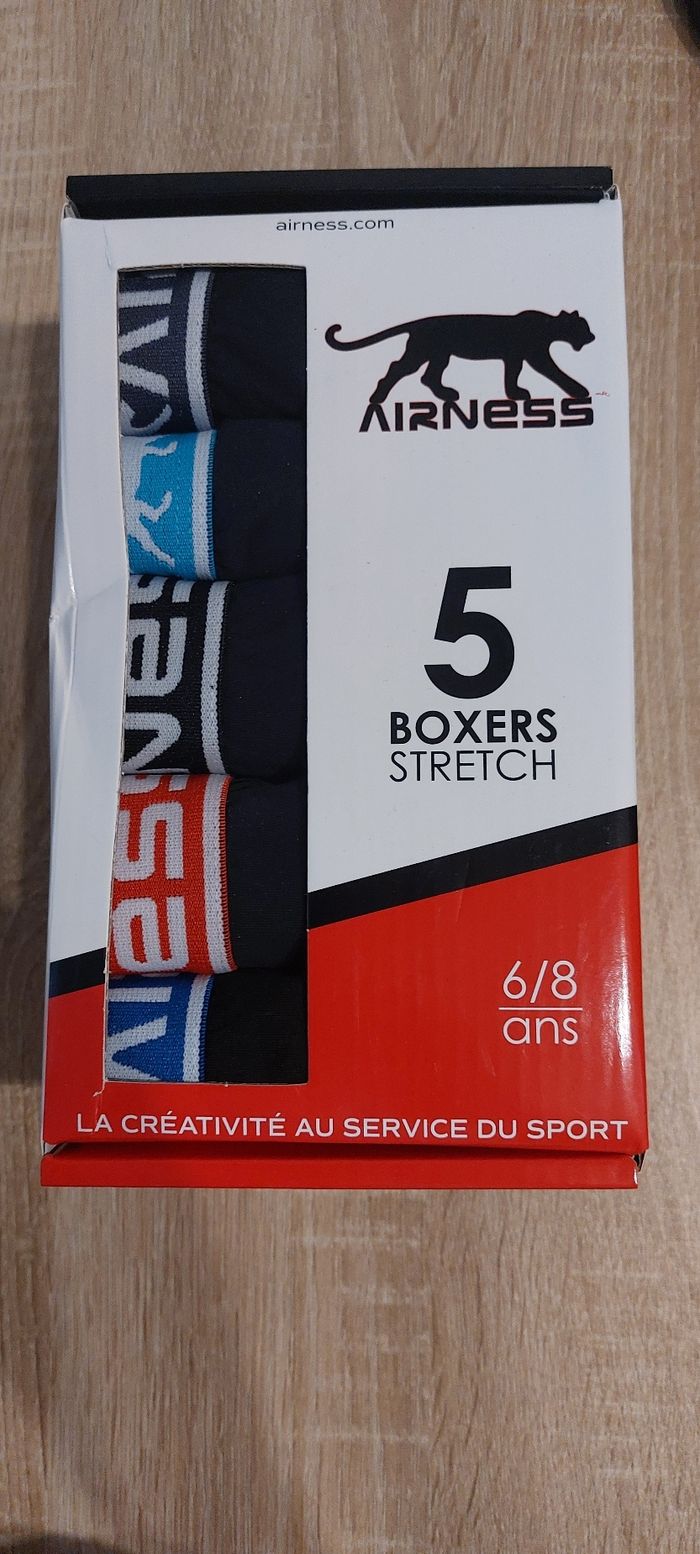 airness.com
AIRNESS
5
BOXERS
STRETCH
6/8
ans
LA CRÉATIVITÉ AU SERVICE DU SPORT